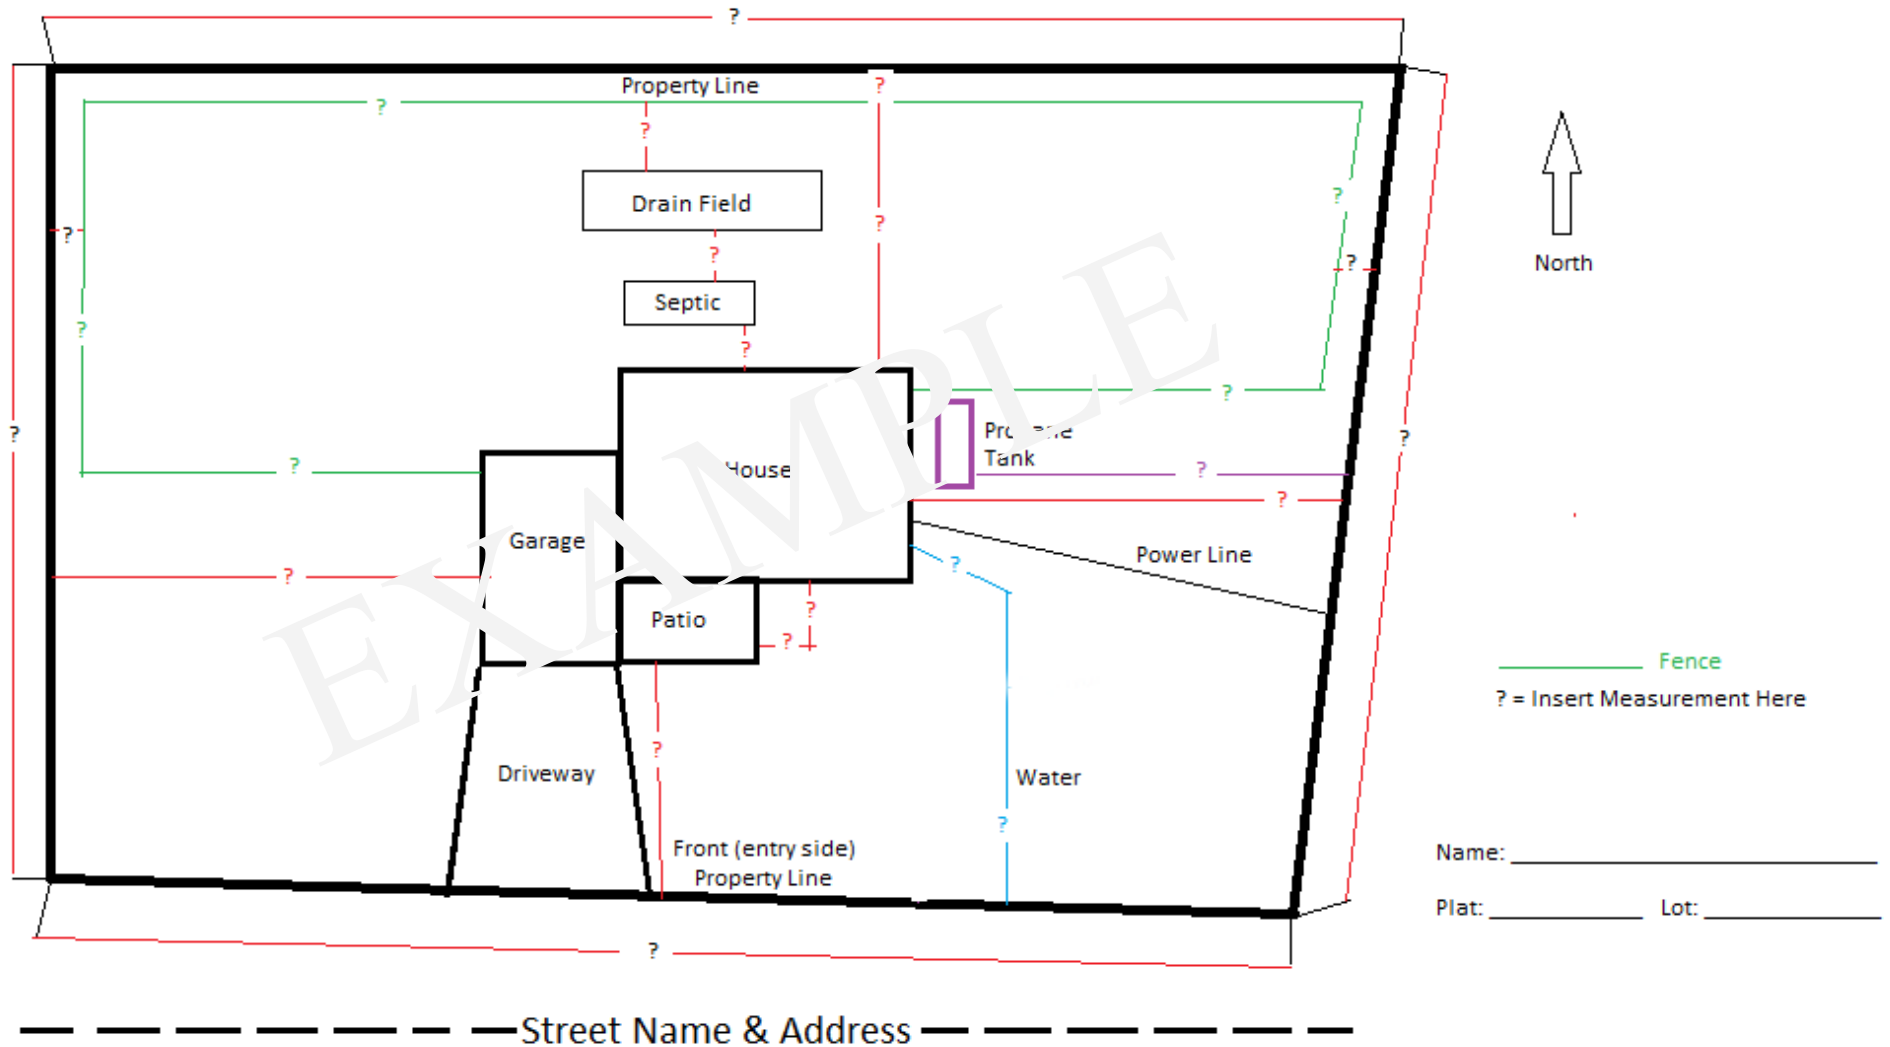 ?
Property Line
?
?
?
Drain Field
?
?
?
?
?
North
Septic
?
?
?
?
?
Propane
Tank
?
House
?
?
?
Garage
Power Line
?
?
Patio
?
?
EXAMPLE
Fence
? = Insert Measurement Here
?
Driveway
Water
?
Front (entry side)
Property Line
Name:
Plat: Lot:
?
Street Name & Address